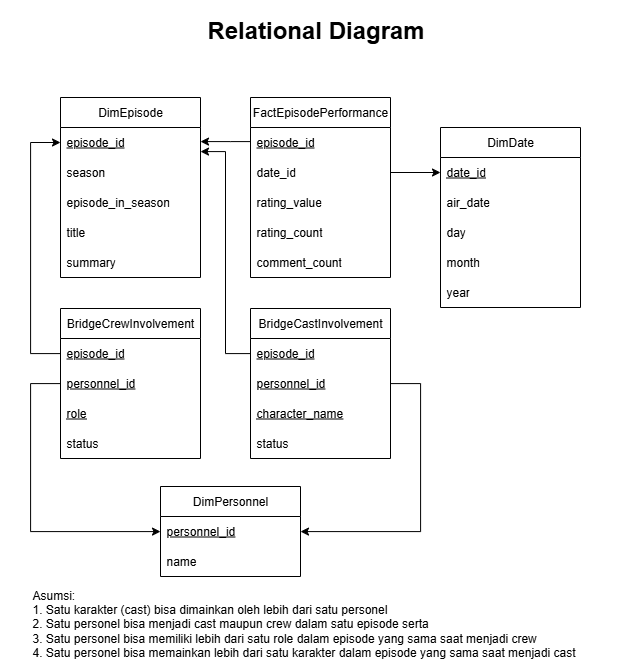 Relational Diagram
DimEpisode
episode_id
season
episode_in_season
title
summary
FactEpisodePerformance
episode_id
date_id
rating_value
rating_count
comment_count
DimDate
date_id
air_date
day
month
year
BridgeCrewInvolvement
episode_id
personnel_id
role
status
BridgeCastInvolvement
episode_id
personnel_id
character_name
status
DimPersonnel
personnel_id
name
Asumsi:
1. Satu karakter (cast) bisa dimainkan oleh lebih dari satu personel
2. Satu personel bisa menjadi cast maupun crew dalam satu episode serta
3. Satu personel bisa memiliki lebih dari satu role dalam episode yang sama saat menjadi crew
4. Satu personel bisa memainkan lebih dari satu karakter dalam episode yang sama saat menjadi cast